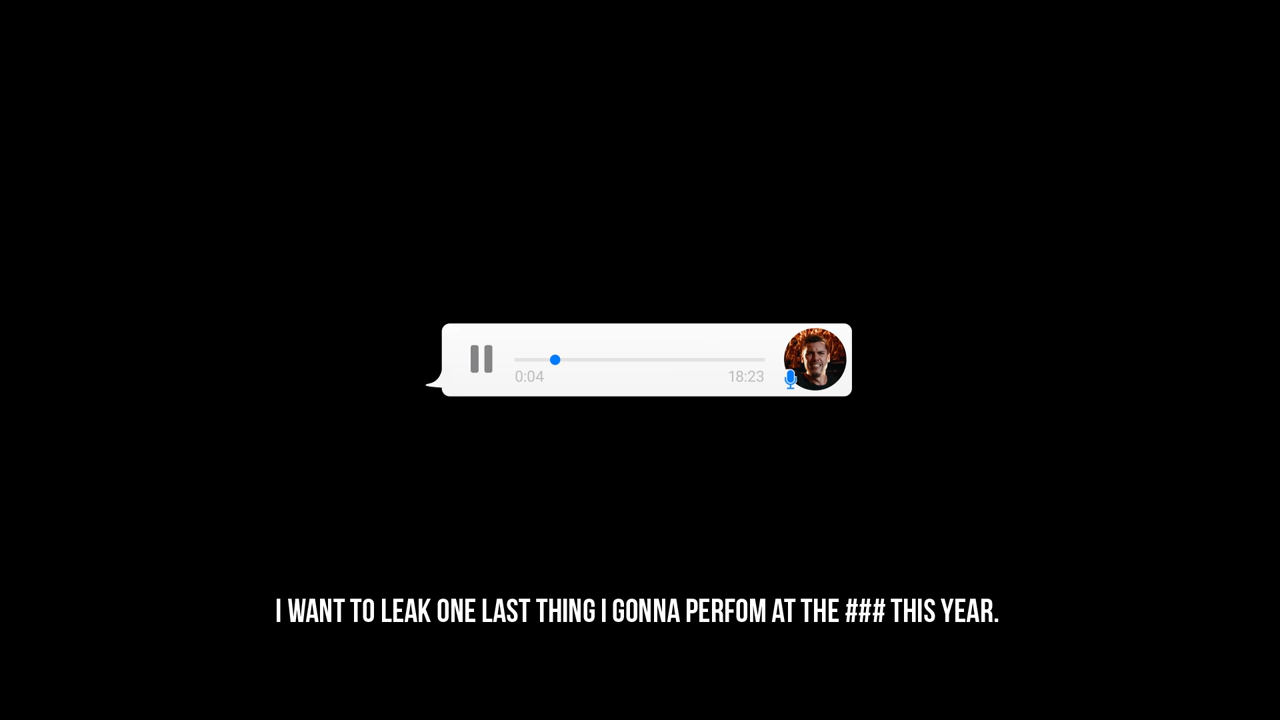 0:04 18:23
I WANT TO LEAK ONE LAST THING I GONNA PERFOM AT THE ### THIS YEAR.